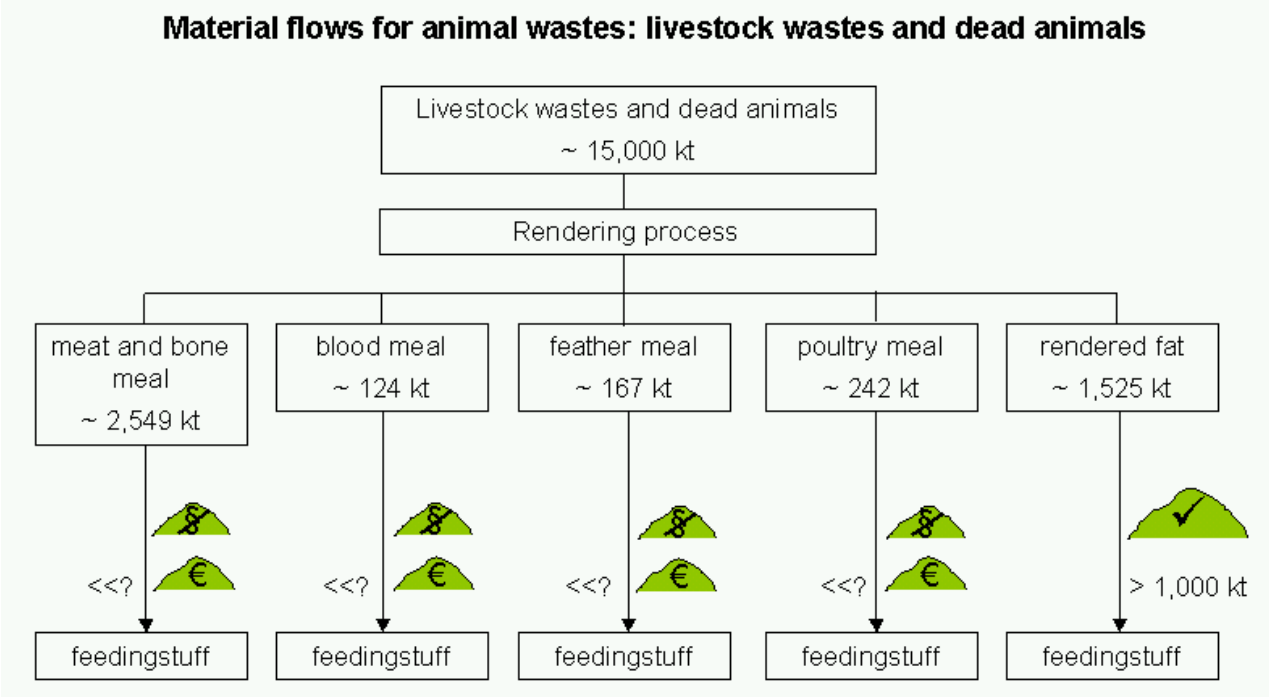 Material flows for animal wastes: livestock wastes and dead animals
Livestock wastes and dead animals
~ 15,000 kt
Rendering process
meat and bone
meal
~ 2,549 kt
blood meal
~ 124 kt
feather meal
~ 167 kt
poultry meal
~ 242 kt
rendered fat
~ 1,525 kt
§
§
§
§
✓
<<?
€
<<?
€
<<?
€
<<?
€
> 1,000 kt
feedingstuff
feedingstuff
feedingstuff
feedingstuff
feedingstuff